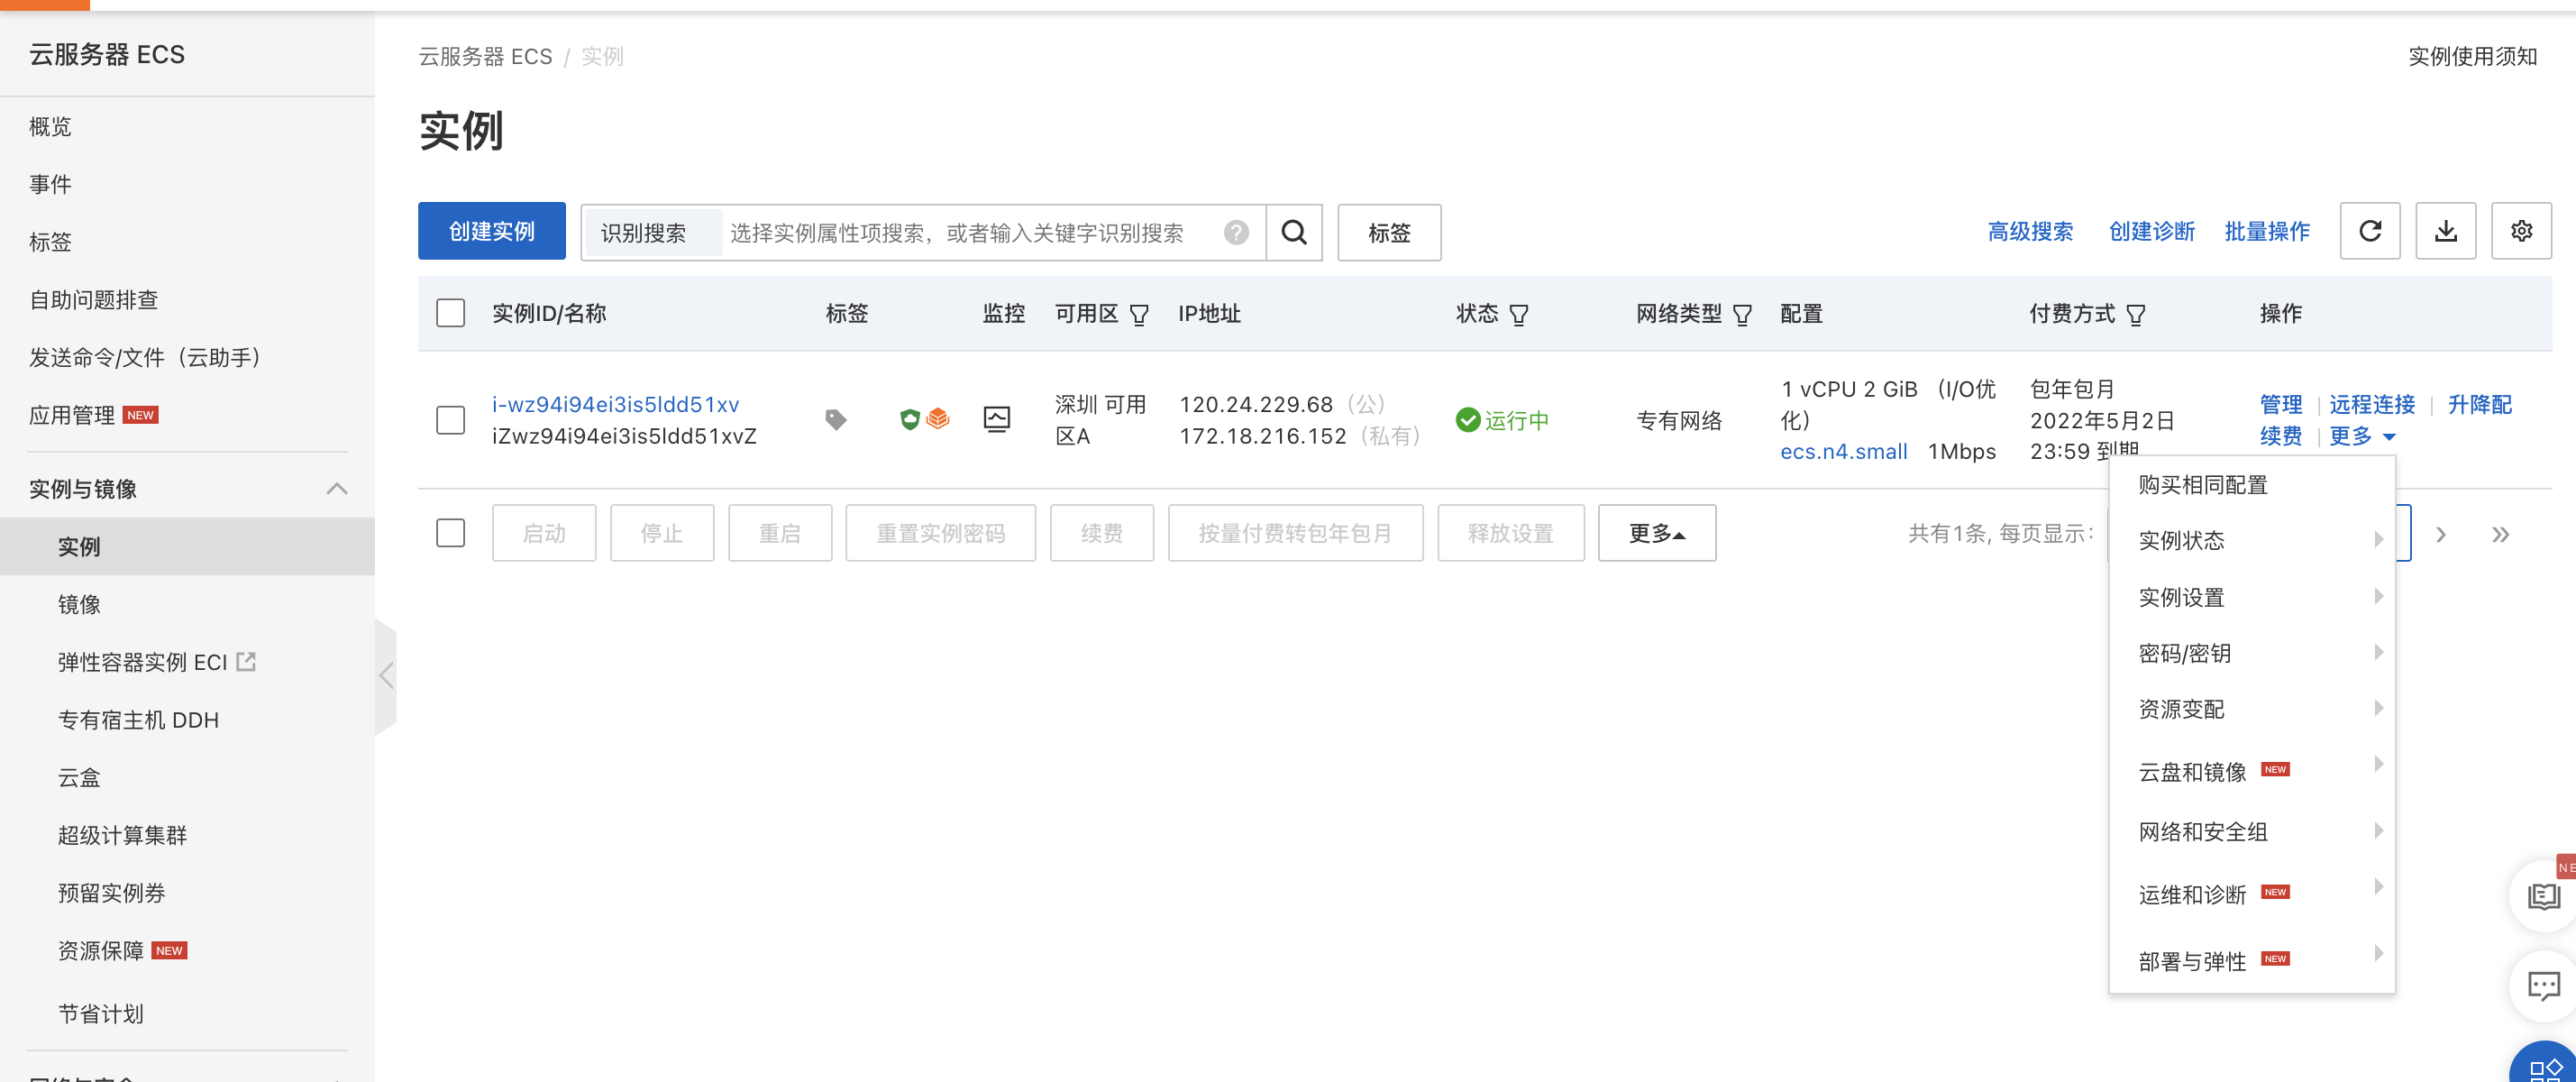 云服务器 ECS
概览
事件
标签
自助问题排查
发送命令/文件（云助手）
应用管理 NEW
实例与镜像
实例
镜像
弹性容器实例 ECI
专有宿主机 DDH
云盒
超级计算集群
预留实例券
资源保障 NEW
节省计划
云服务器 ECS / 实例
实例使用须知
实例
创建实例
识别搜索 选择实例属性项搜索，或者输入关键字识别搜索 ?
标签
高级搜索 创建诊断 批量操作
实例ID/名称 标签 监控 可用区 IP地址 状态 网络类型 配置 付费方式 操作
i-wz94i94ei3is5ldd51xv
iZwz94i94ei3is5ldd51xvZ
深圳 可用
区A
120.24.229.68（公）
172.18.216.152（私有）
运行中
专有网络
1 vCPU 2 GiB （I/O优
化）
ecs.n4.small 1Mbps
包年包月
2022年5月2日
23:59 到期
管理 | 远程连接 | 升降配
续费 | 更多
启动 停止 重启 重置实例密码 续费 按量付费转包年包月 释放设置 更多
共有1条, 每页显示:
购买相同配置
实例状态
实例设置
密码/密钥
资源变配
云盘和镜像 NEW
网络和安全组
运维和诊断 NEW
部署与弹性 NEW